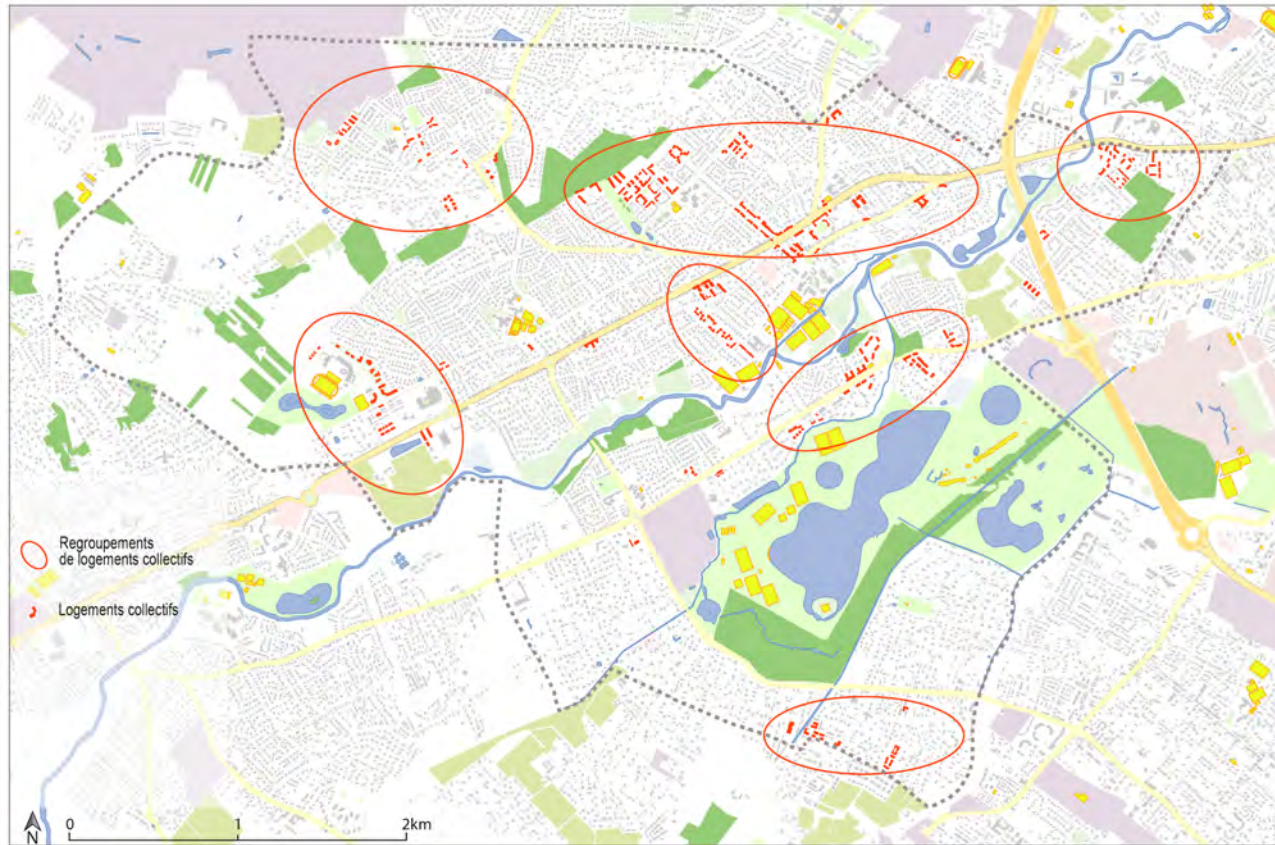 Regroupements
de logements collectifs
Logements collectifs
N
0 1 2km